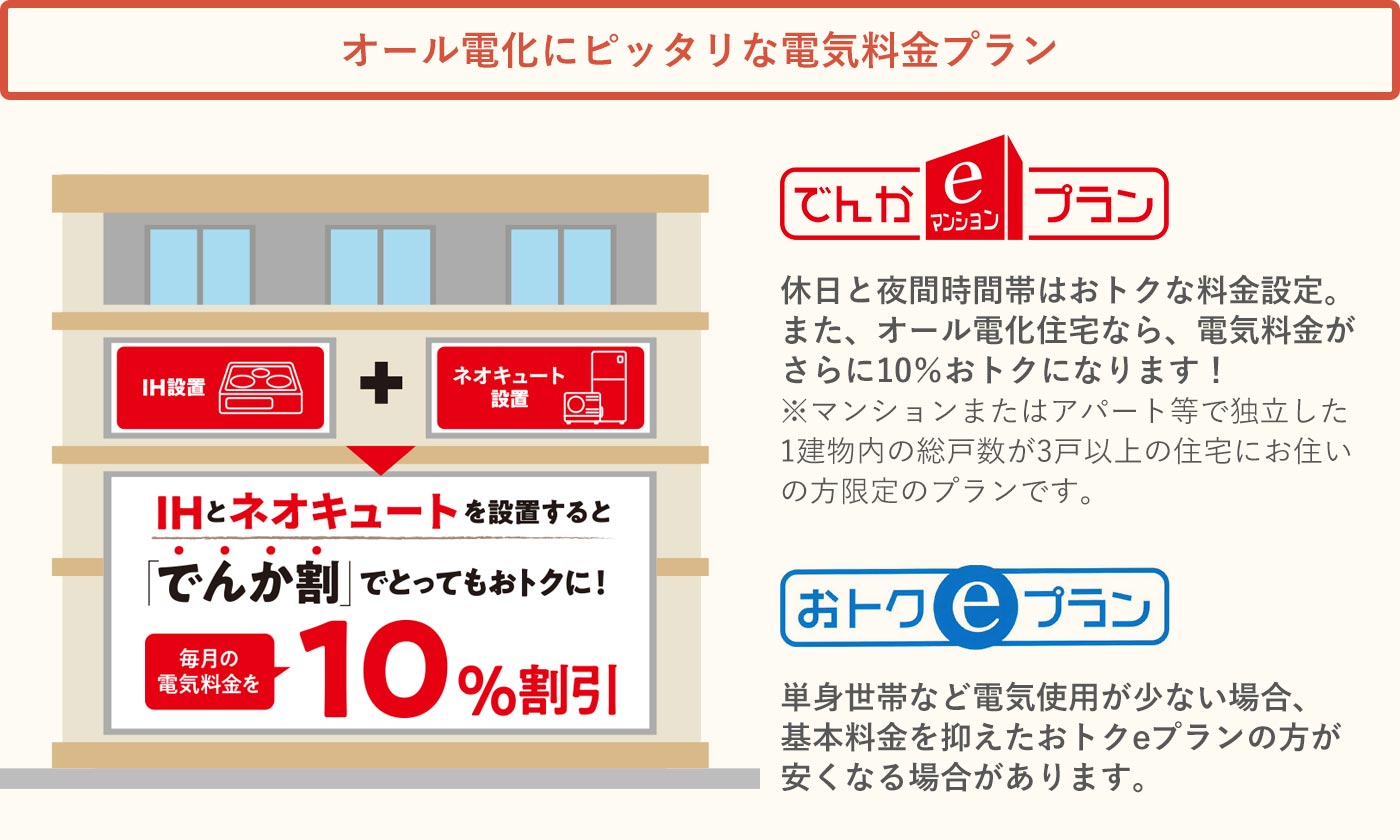 オール電化にピッタリな電気料金プラン
IH設置
ネオキュート
設置
IHとネオキュートを設置すると
「でんか割」でとってもおトクに!
毎月の
電気料金を
10%割引
でんかeマンションプラン
休日と夜間時間帯はおトクな料金設定。
また、オール電化住宅なら、電気料金が
さらに10%おトクになります!
※マンションまたはアパート等で独立した
1建物内の総戸数が3戸以上の住宅にお住い
の方限定のプランです。
おトクeプラン
単身世帯など電気使用が少ない場合、
基本料金を抑えたおトクeプランの方が
安くなる場合があります。